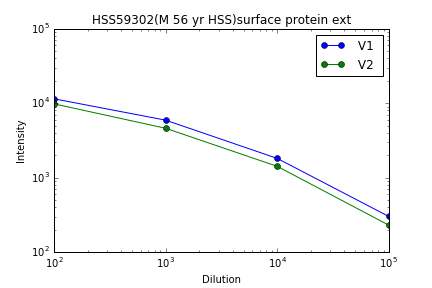 HSS59302(M 56 yr HSS)surface protein ext
10^5
10^4
10^3
10^2
Intensity
V1
V2
10^2 10^3 10^4 10^5
Dilution